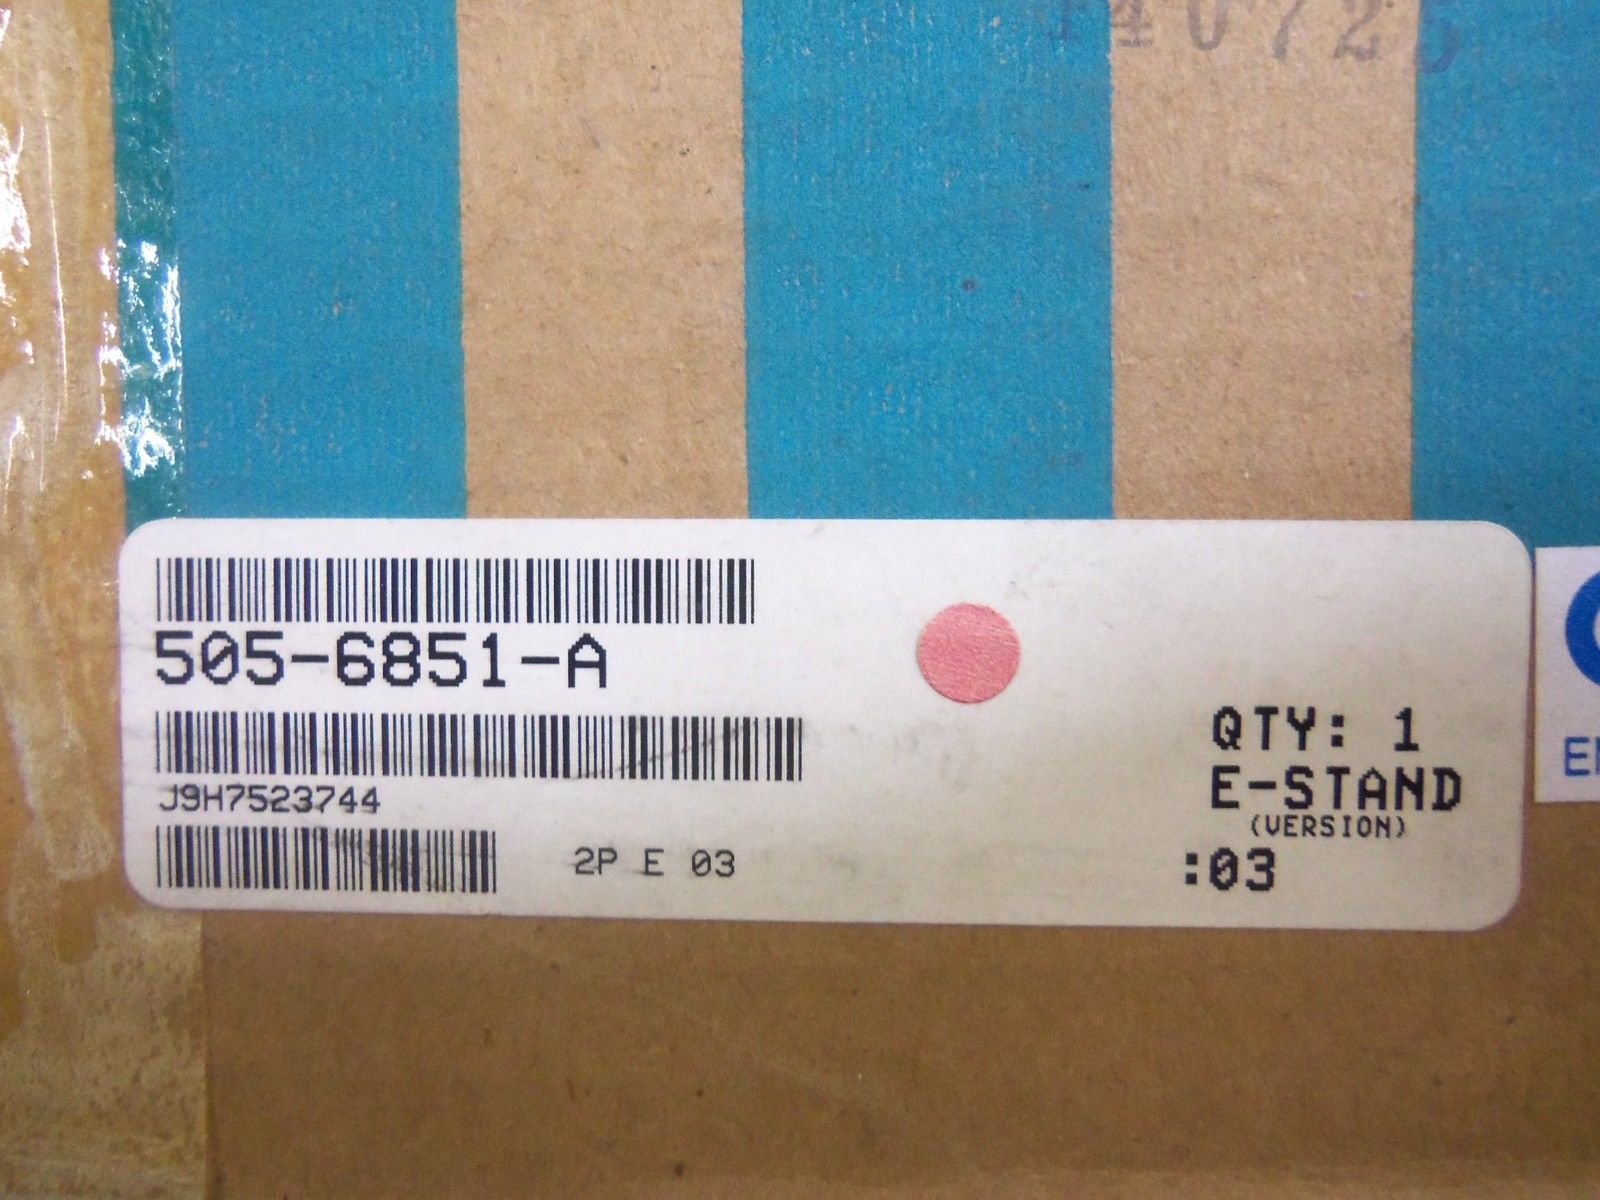 505-6851-A
J9H7523744
2P E 03
QTY: 1
E-STAND
(VERSION)
:03